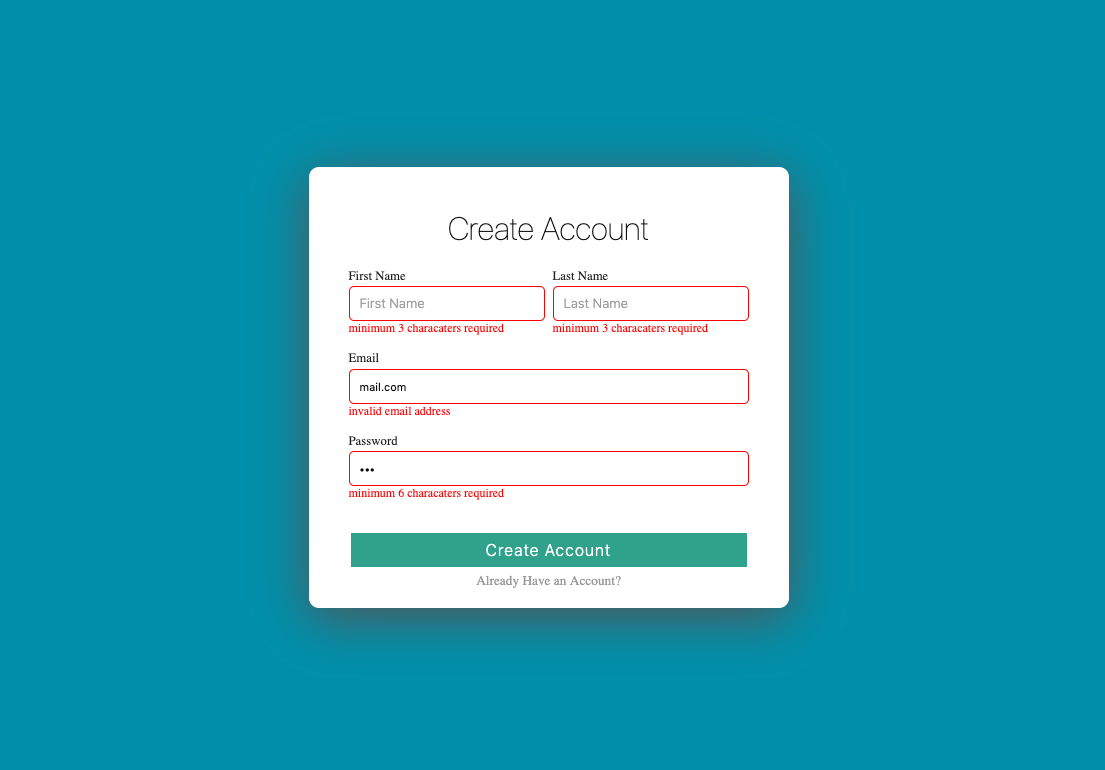 Create Account
First Name Last Name
First Name Last Name
minimum 3 characaters required minimum 3 characaters required
Email
mail.com
invalid email address
Password
•••
minimum 6 characaters required
Create Account
Already Have an Account?